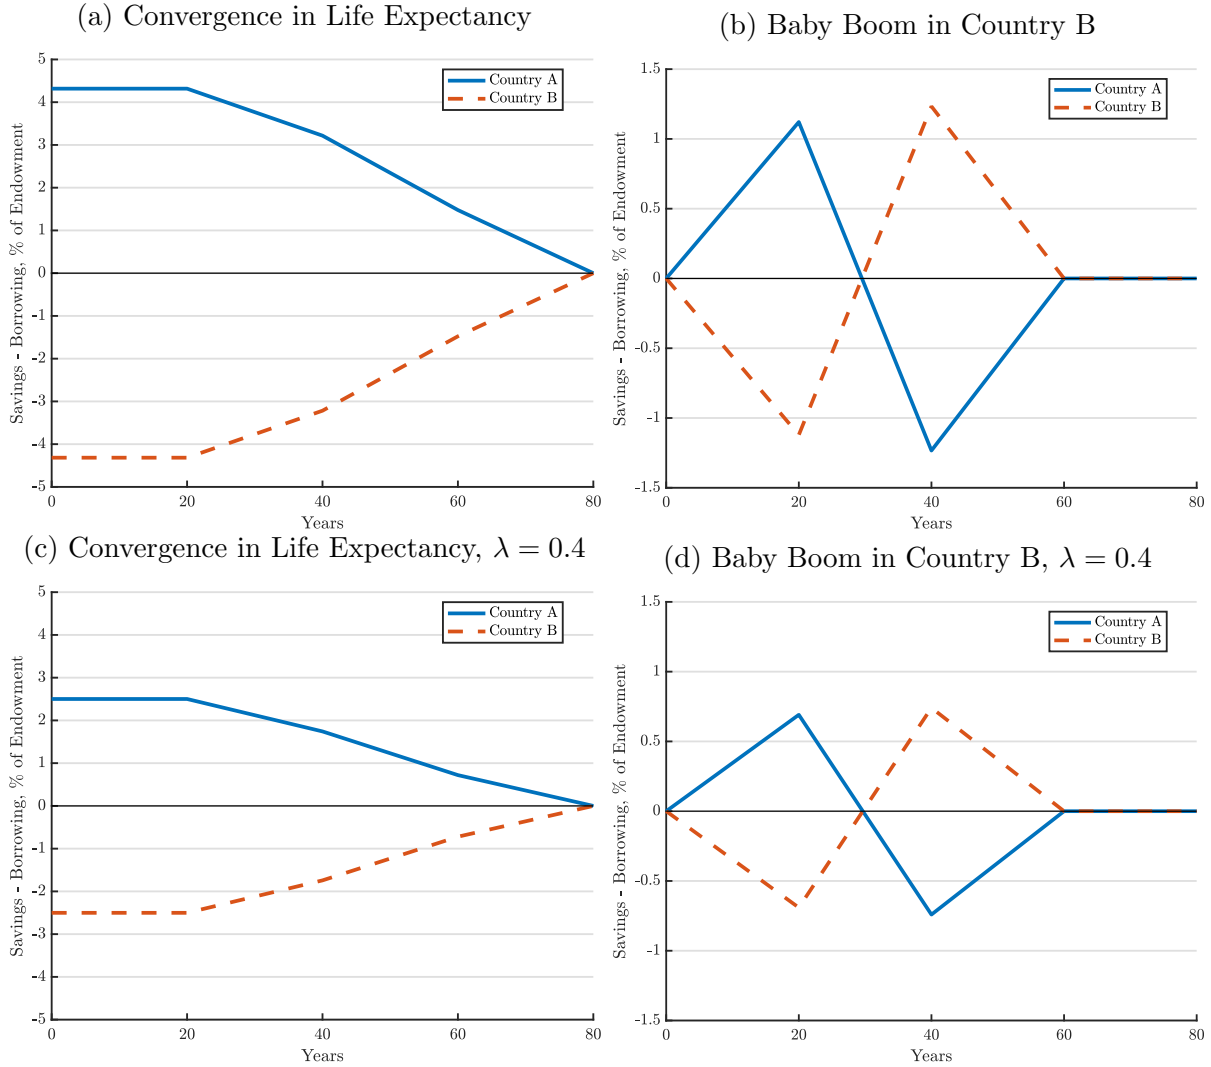 (a) Convergence in Life Expectancy
5
4
3
2
1
0
-1
-2
-3
-4
-5
Savings - Borrowing, % of Endowment
Country A
Country B
0 20 40 60 80
Years
(b) Baby Boom in Country B
1.5
1
0.5
0
-0.5
-1
-1.5
Savings - Borrowing, % of Endowment
Country A
Country B
0 20 40 60 80
Years
(c) Convergence in Life Expectancy, λ = 0.4
5
4
3
2
1
0
-1
-2
-3
-4
-5
Savings - Borrowing, % of Endowment
Country A
Country B
0 20 40 60 80
Years
(d) Baby Boom in Country B, λ = 0.4
1.5
1
0.5
0
-0.5
-1
-1.5
Savings - Borrowing, % of Endowment
Country A
Country B
0 20 40 60 80
Years